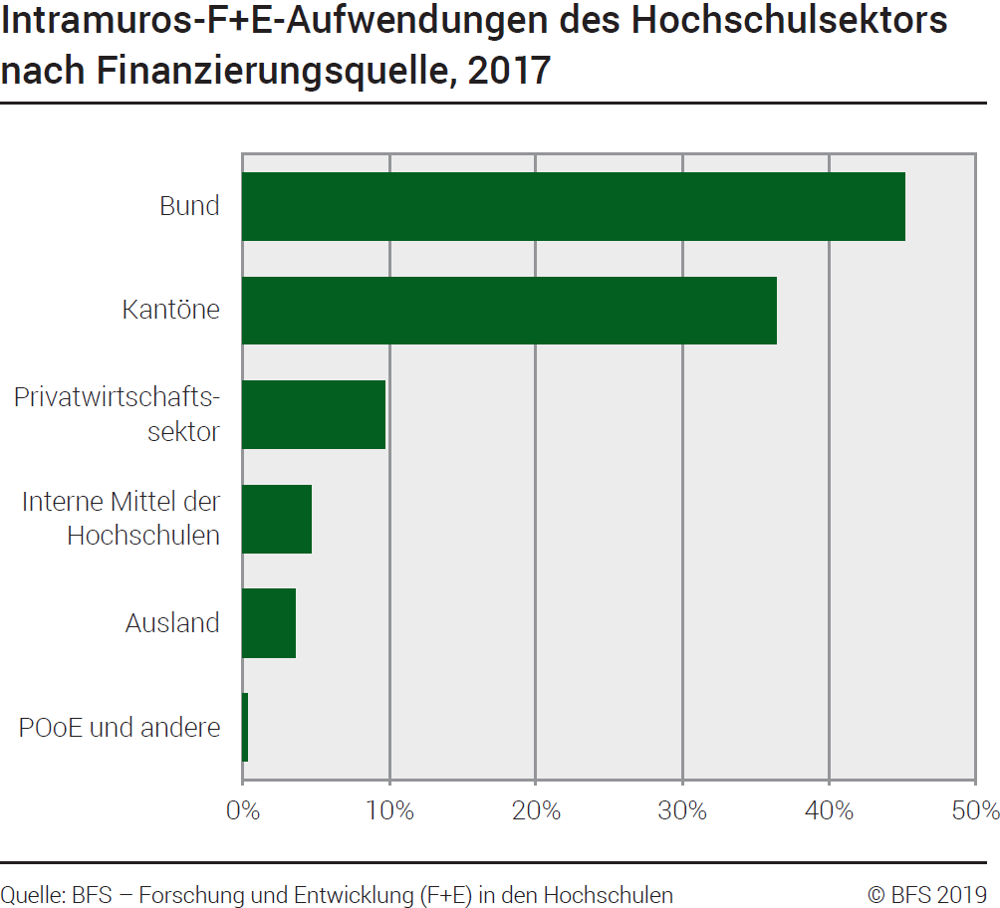 Intramuros-F+E-Aufwendungen des Hochschulsektors
nach Finanzierungsquelle, 2017
Bund
Kantöne
Privatwirtschafts-
sektor
Interne Mittel der
Hochschulen
Ausland
POoE und andere
0% 10% 20% 30% 40% 50%
Quelle: BFS – Forschung und Entwicklung (F+E) in den Hochschulen © BFS 2019